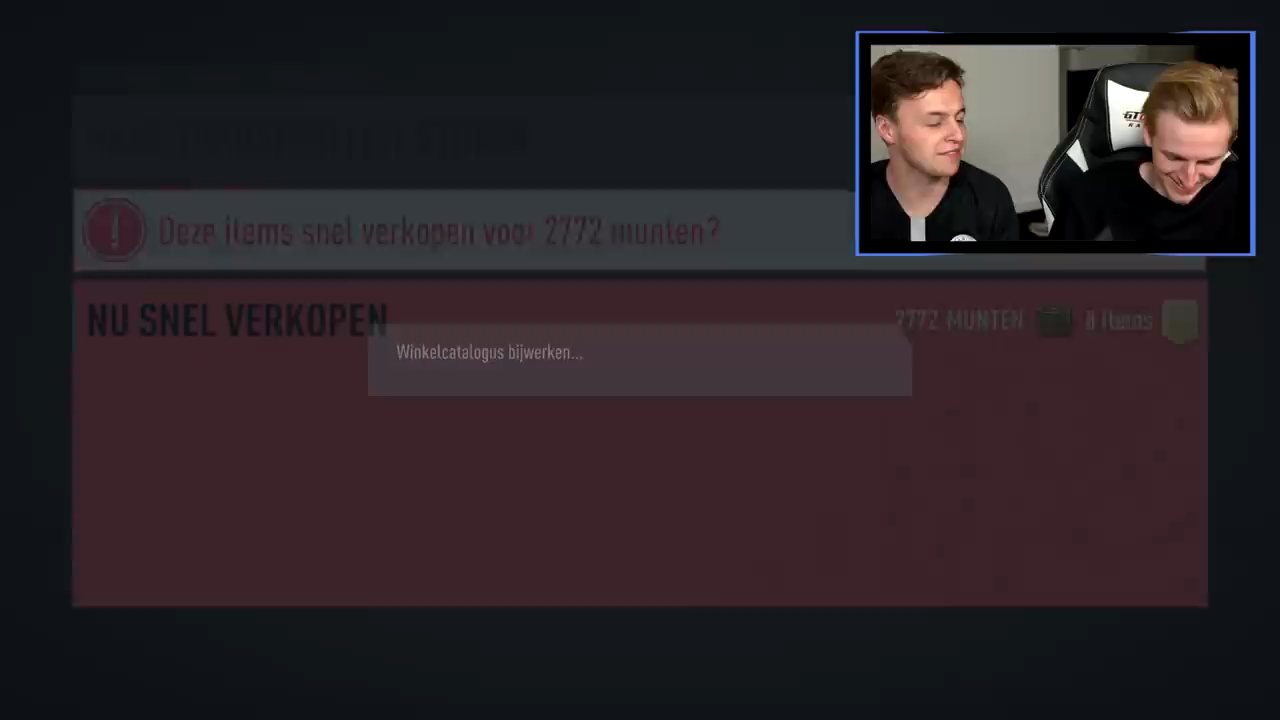 Deze items snel verkopen voor 2772 munten?
NU SNEL VERKOPEN
2772 MUNTEN
8 items
Winkelcatalogus bijwerken...